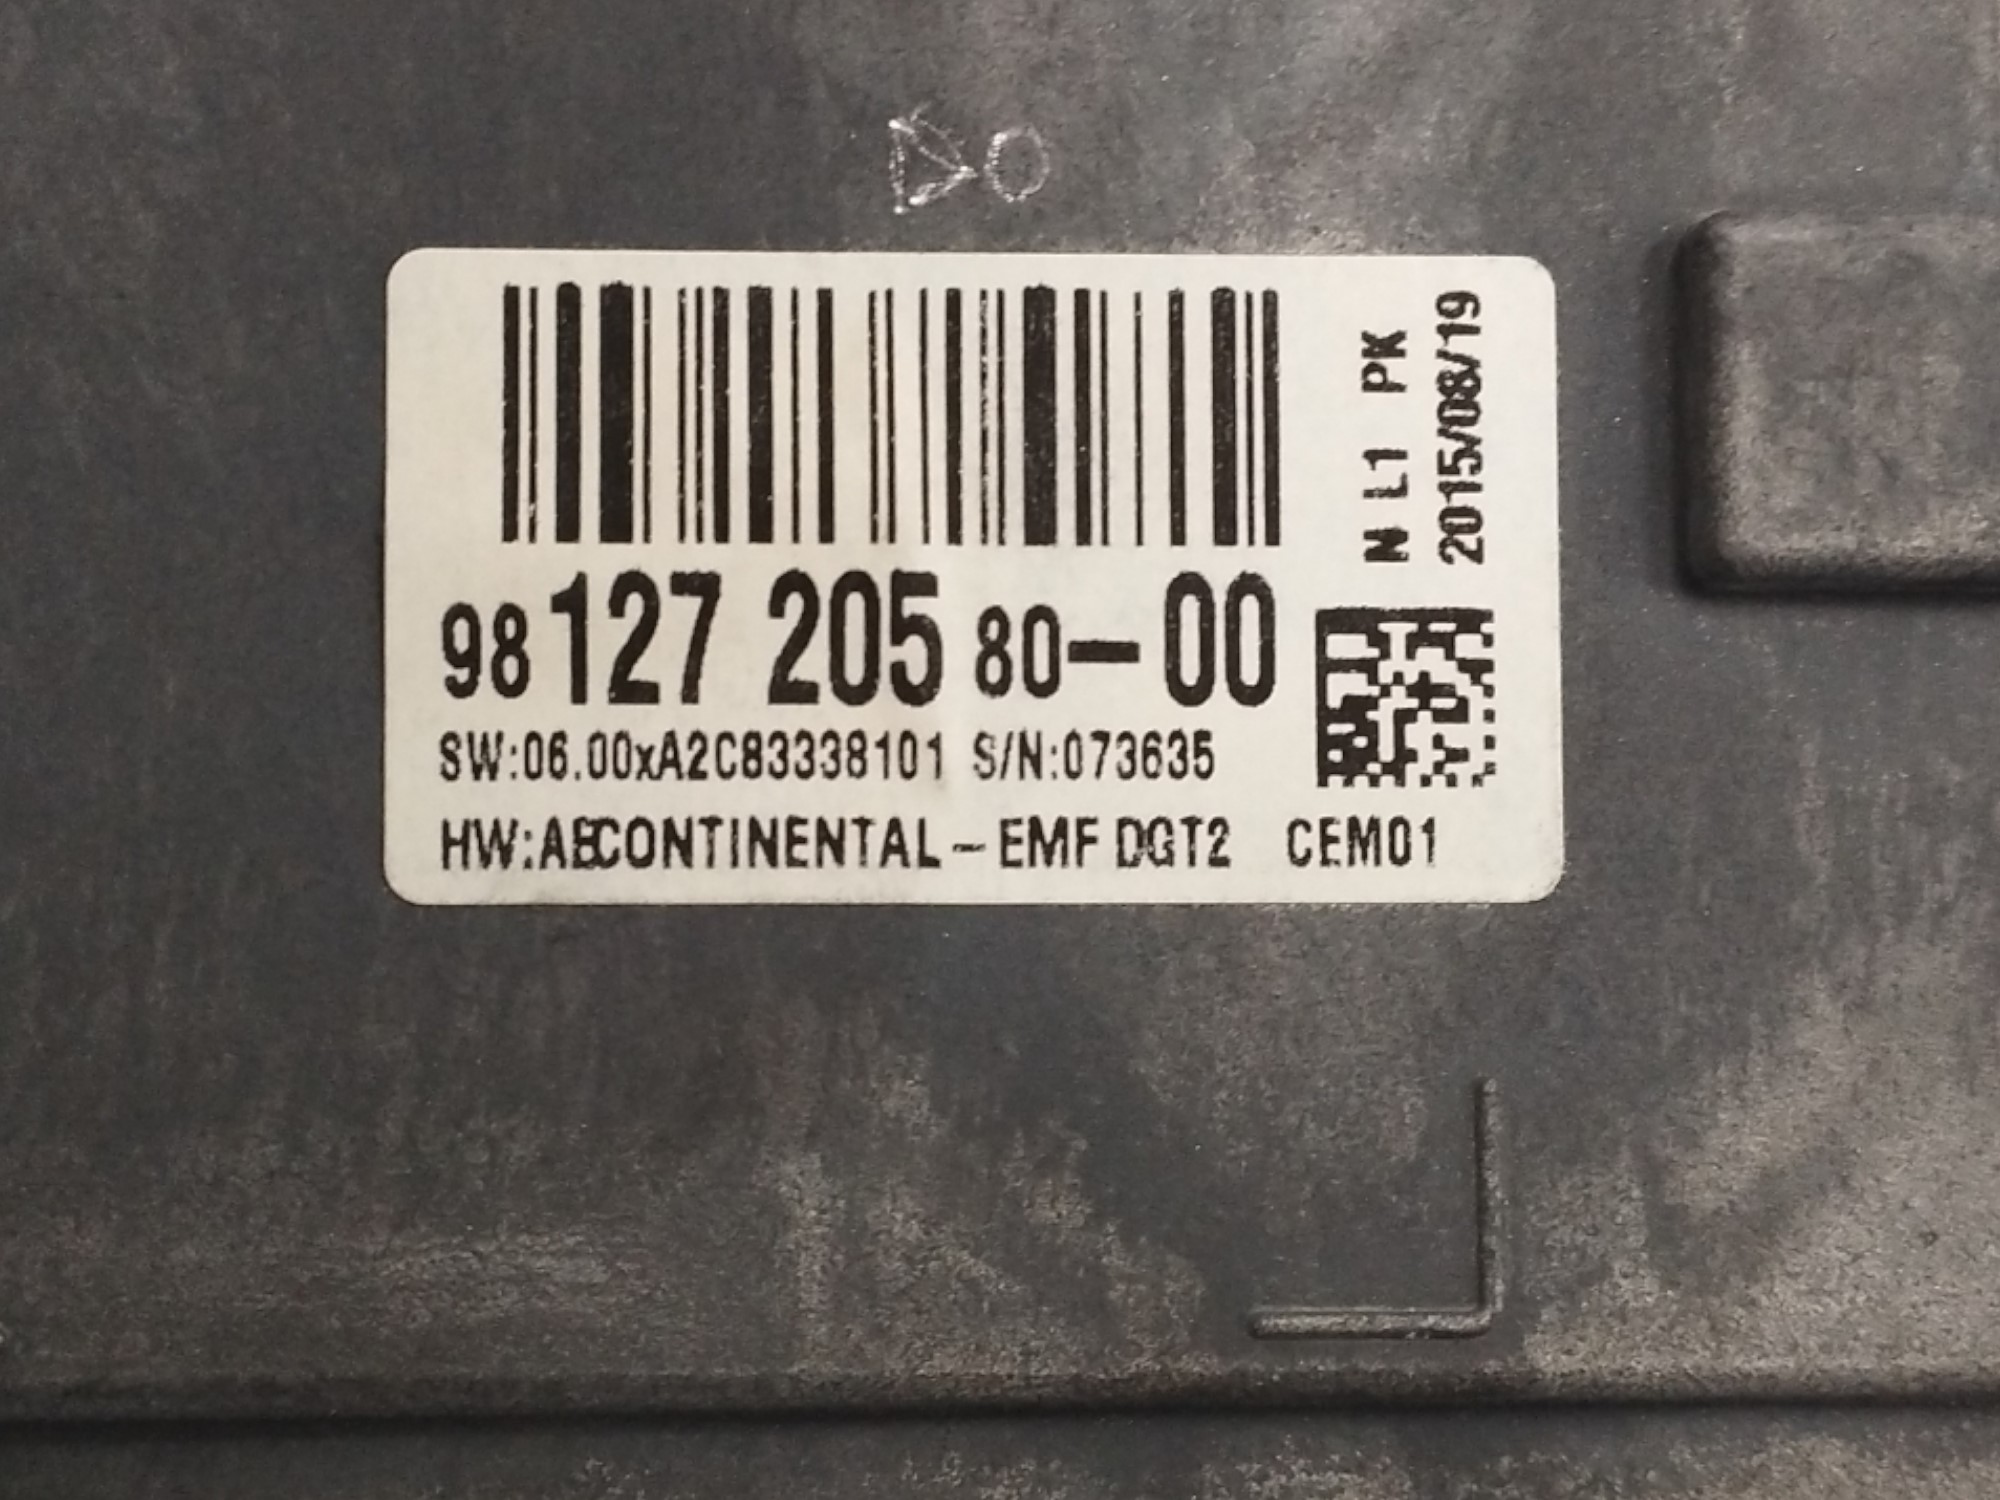 98 127 205 80-00
SW:06.00xA2C83338101 S/N:073635
HW:ABCONTINENTAL - EMF DGT2 CEM01
N L1 PK
2015/08/19